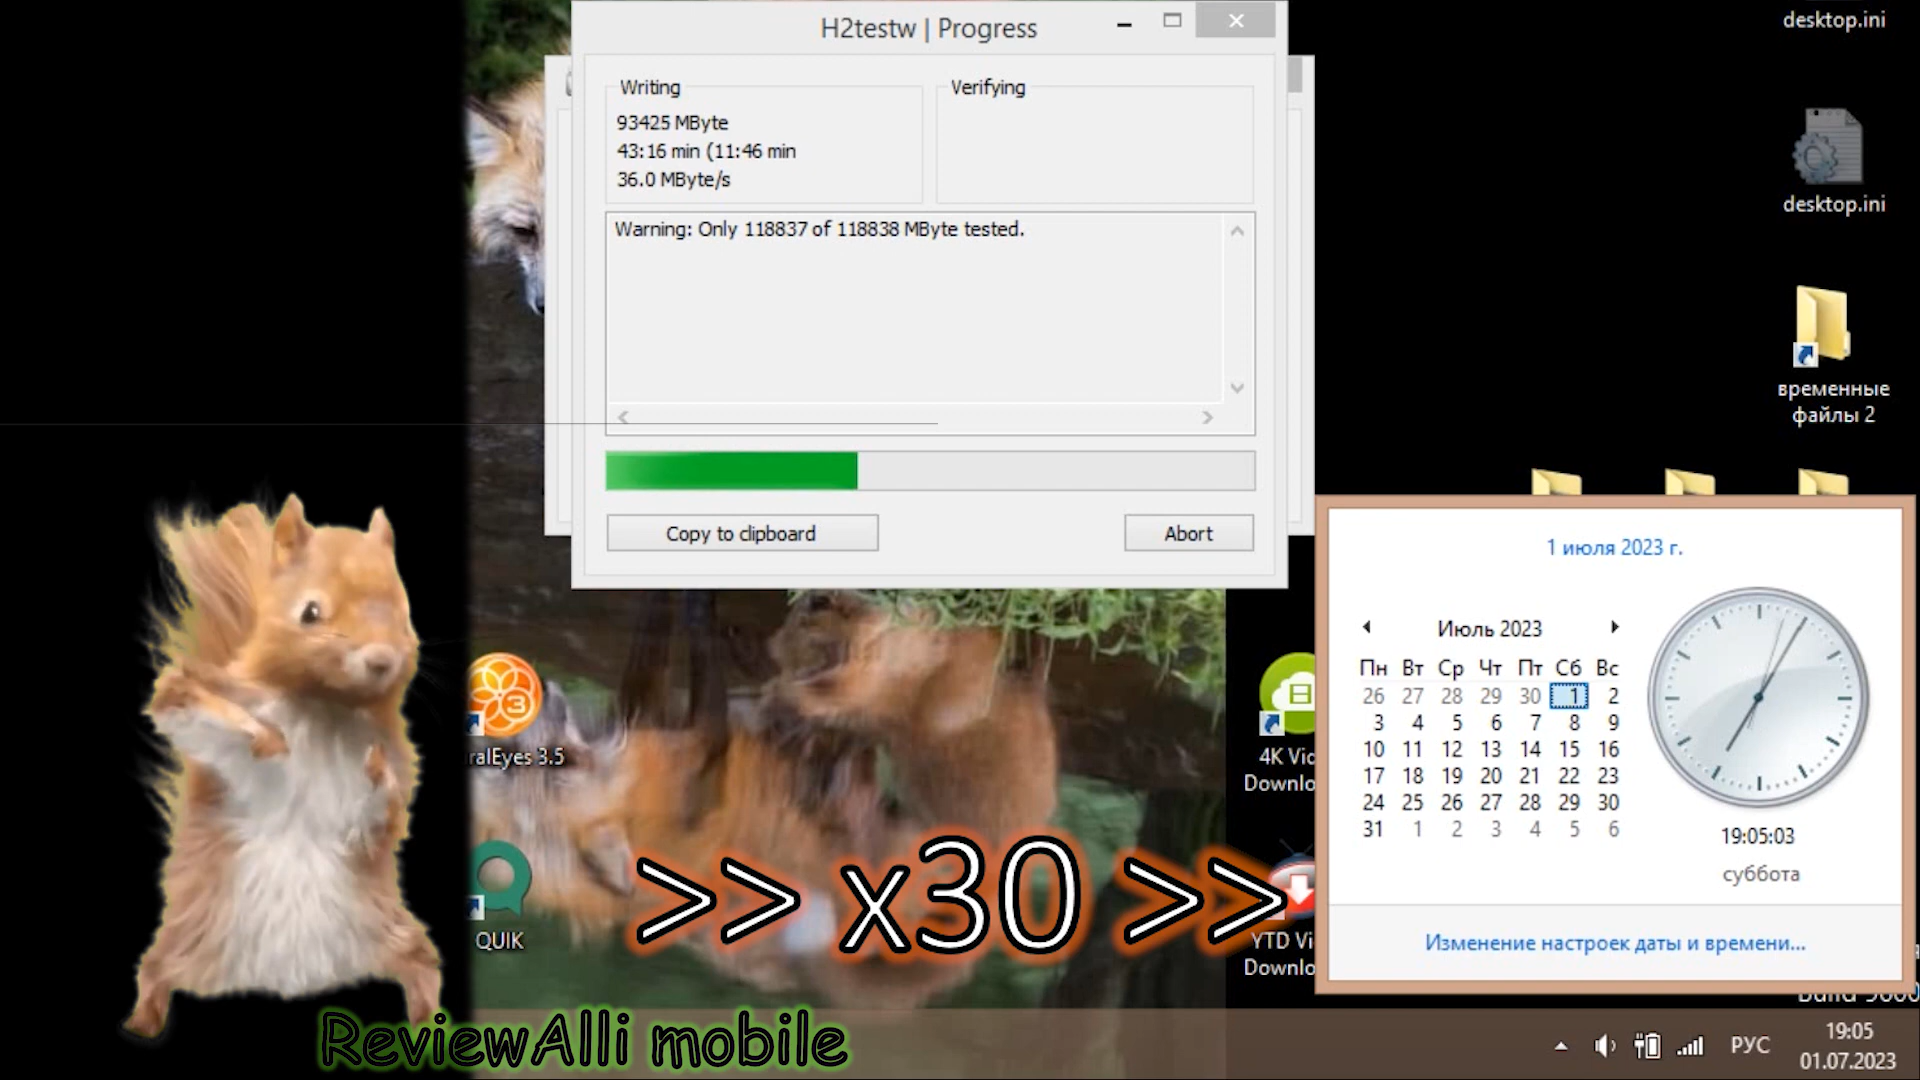 H2testw | Progress
Writing
93425 MByte
43:16 min (11:46 min
36.0 MByte/s
Verifying
Warning: Only 118837 of 118838 MByte tested.
Copy to clipboard
Abort
desktop.ini
desktop.ini
временные
файлы 2
1 июля 2023 г.
Июль 2023
Пн Вт Ср Чт Пт Сб Вс
26 27 28 29 30 1 2
3 4 5 6 7 8 9
10 11 12 13 14 15 16
17 18 19 20 21 22 23
24 25 26 27 28 29 30
31 1 2 3 4 5 6
19:05:03
суббота
Изменение настроек даты и времени...
3
ralEyes 3.5
QUIK
4K Vid
Downlo
YTD Vi
Downlo
>> x30 >>
ReviewAlli mobile
РУС
19:05
01.07.2023